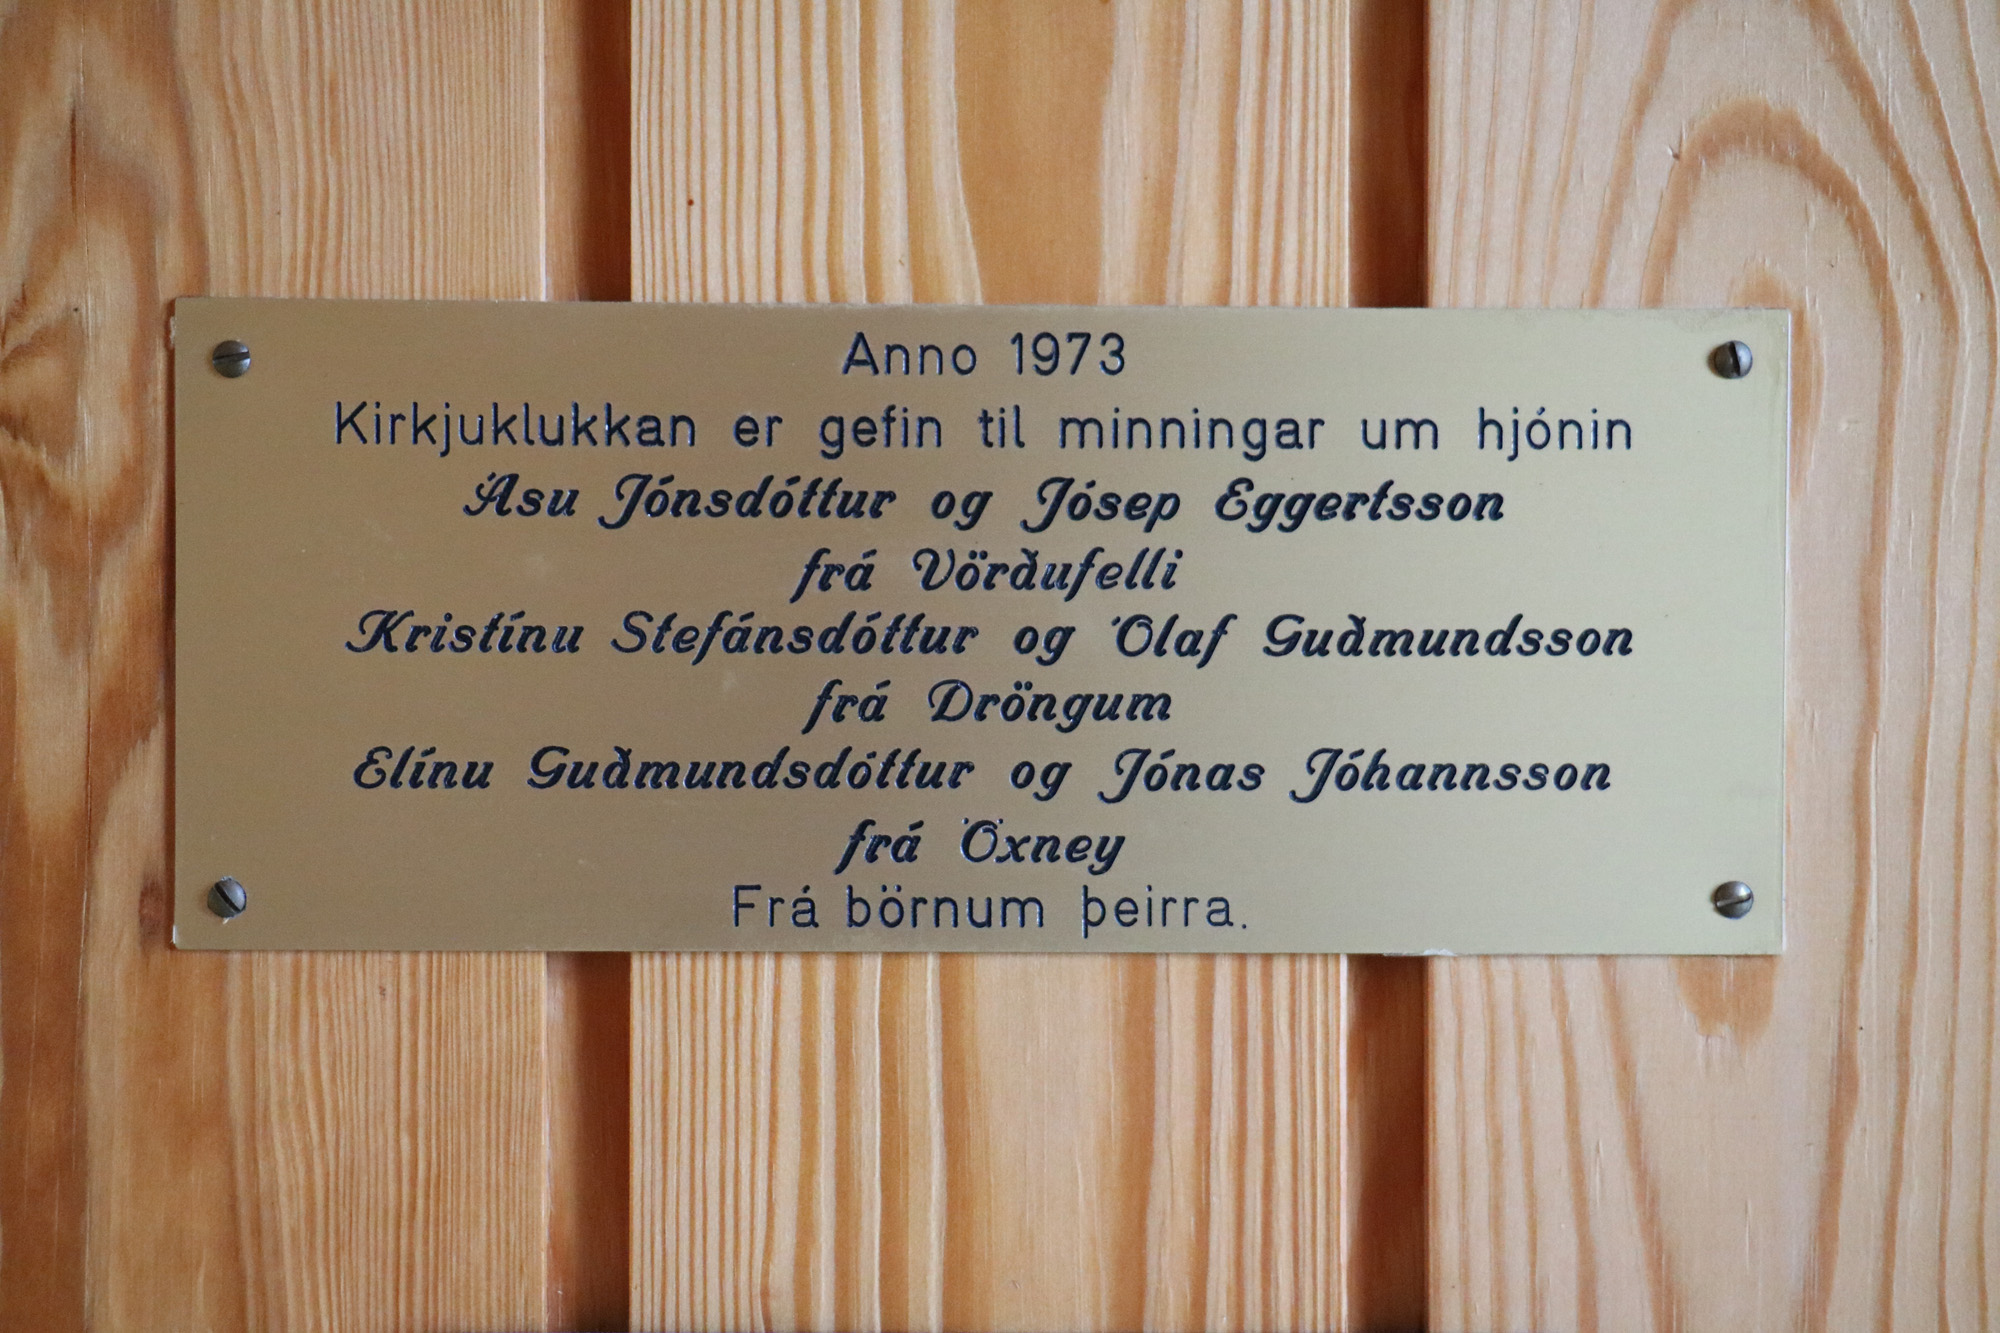 Anno 1973
Kirkjuklukkan er gefin til minningar um hjónin
Ásu Jónsdóttur og Jósep Eggertsson
frá Vörðufelli
Kristínu Stefánsdóttur og Ólaf Guðmundsson
frá Dröngum
Elínu Guðmundsdóttur og Jónas Jóhannsson
frá Öxney
Frá börnum þeirra.